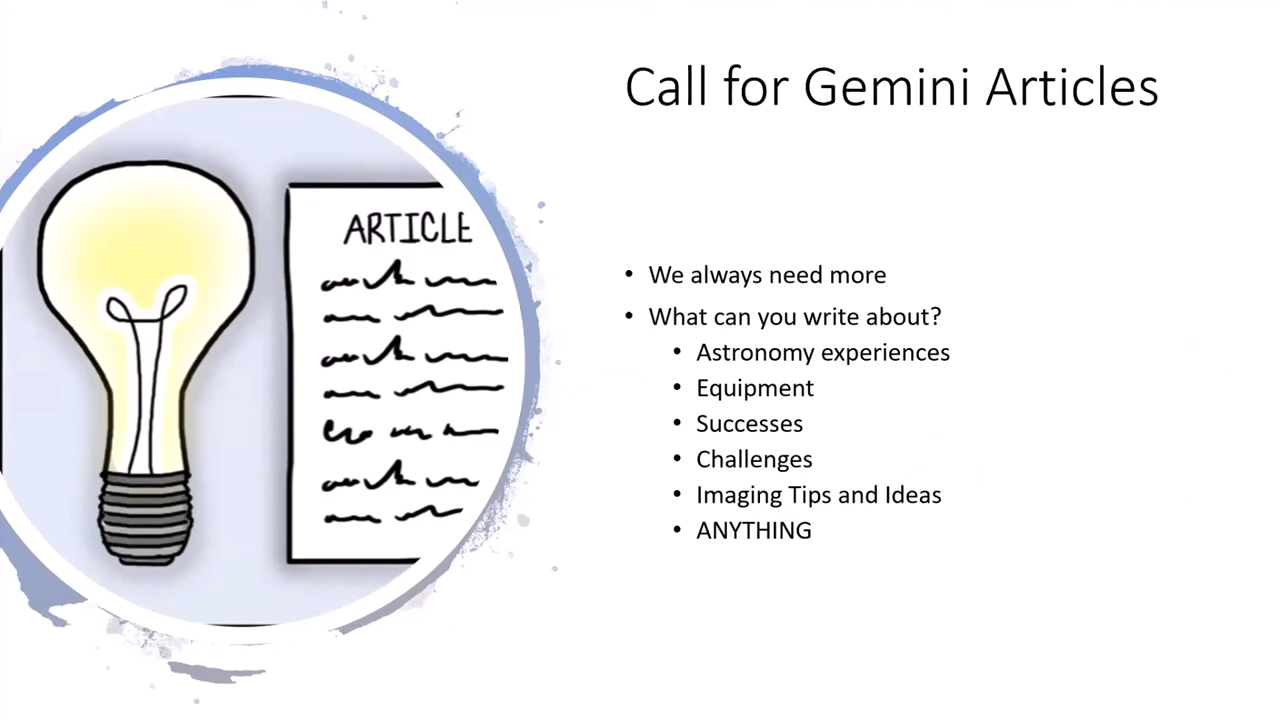 Call for Gemini Articles
ARTICLE
• We always need more
• What can you write about?
• Astronomy experiences
• Equipment
• Successes
• Challenges
• Imaging Tips and Ideas
• ANYTHING